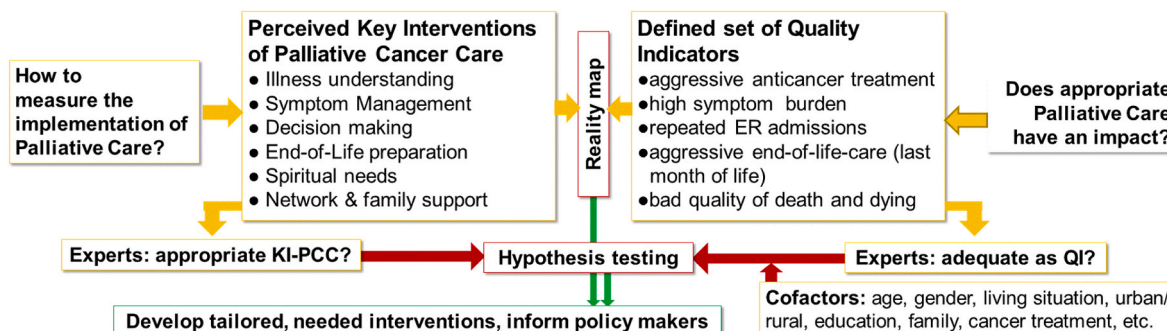 How to
measure the
implementation of
Palliative Care?
Perceived Key Interventions
of Palliative Cancer Care
● Illness understanding
● Symptom Management
● Decision making
● End-of-Life preparation
● Spiritual needs
● Network & family support
Reality map
Defined set of Quality
Indicators
●aggressive anticancer treatment
●high symptom burden
●repeated ER admissions
●aggressive end-of-life-care (last
month of life)
●bad quality of death and dying
Does appropriate
Palliative Care
have an impact?
Experts: appropriate KI-PCC?
Hypothesis testing
Experts: adequate as QI?
Develop tailored, needed interventions, inform policy makers
Cofactors: age, gender, living situation, urban/
rural, education, family, cancer treatment, etc.